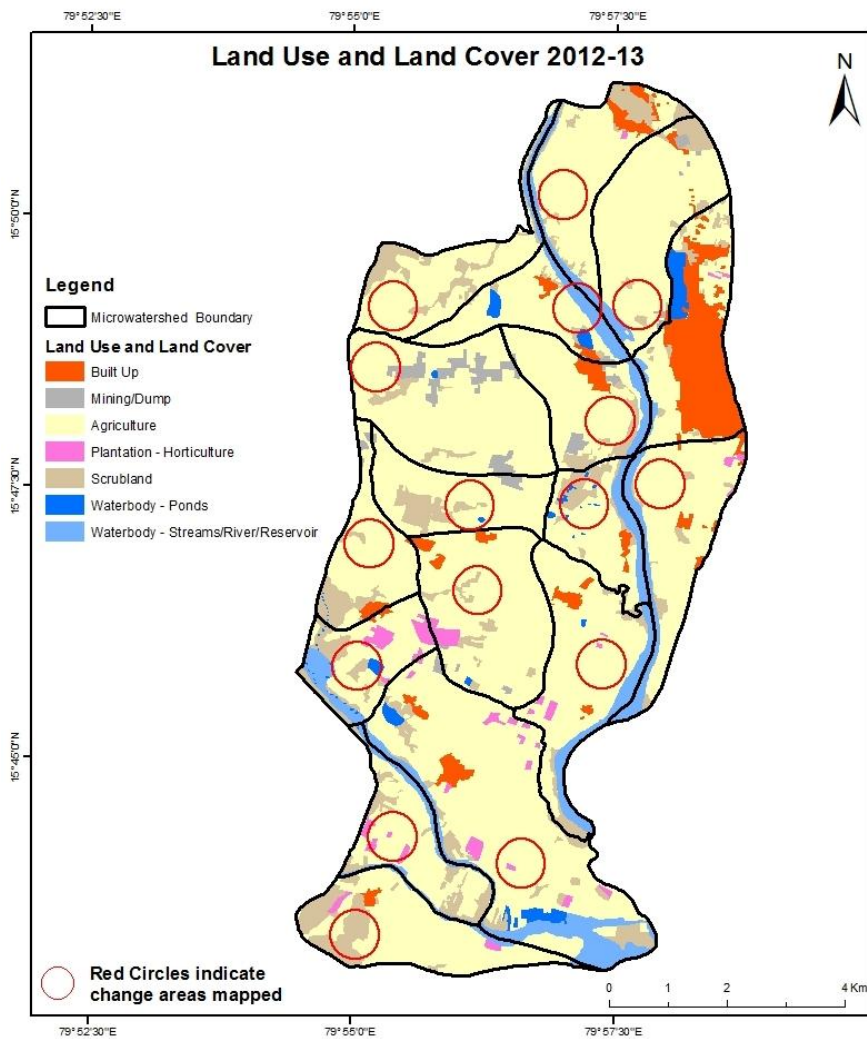 79°52'30"E 79°55'0"E 79°57'30"E
Land Use and Land Cover 2012-13
N
15°50'0"N
Legend
Microwatershed Boundary
Land Use and Land Cover
Built Up
Mining/Dump
Agriculture
Plantation - Horticulture
Scrubland
Waterbody - Ponds
Waterbody - Streams/River/Reservoir
15°47'30"N
15°45'0"N
Red Circles indicate
change areas mapped
0 1 2 4 Km
79°52'30"E 79°55'0"E 79°57'30"E